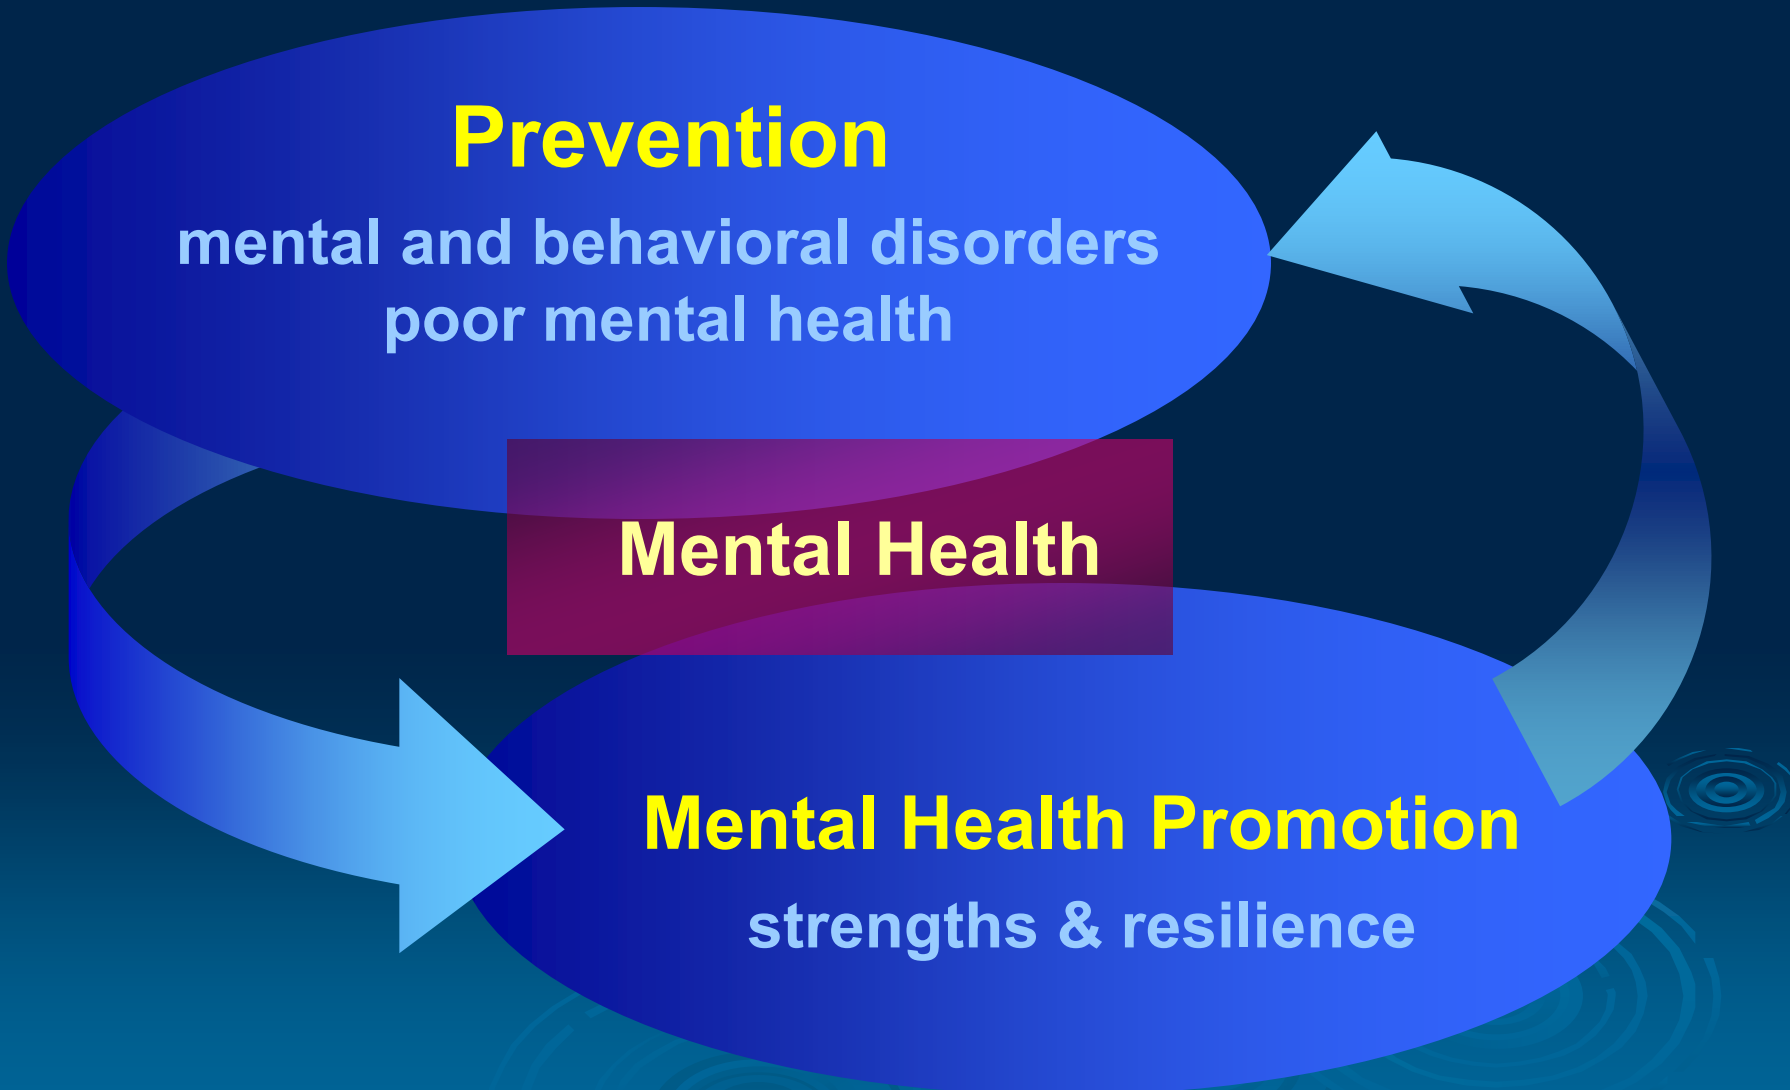 Prevention
mental and behavioral disorders
poor mental health
Mental Health
Mental Health Promotion
strengths & resilience